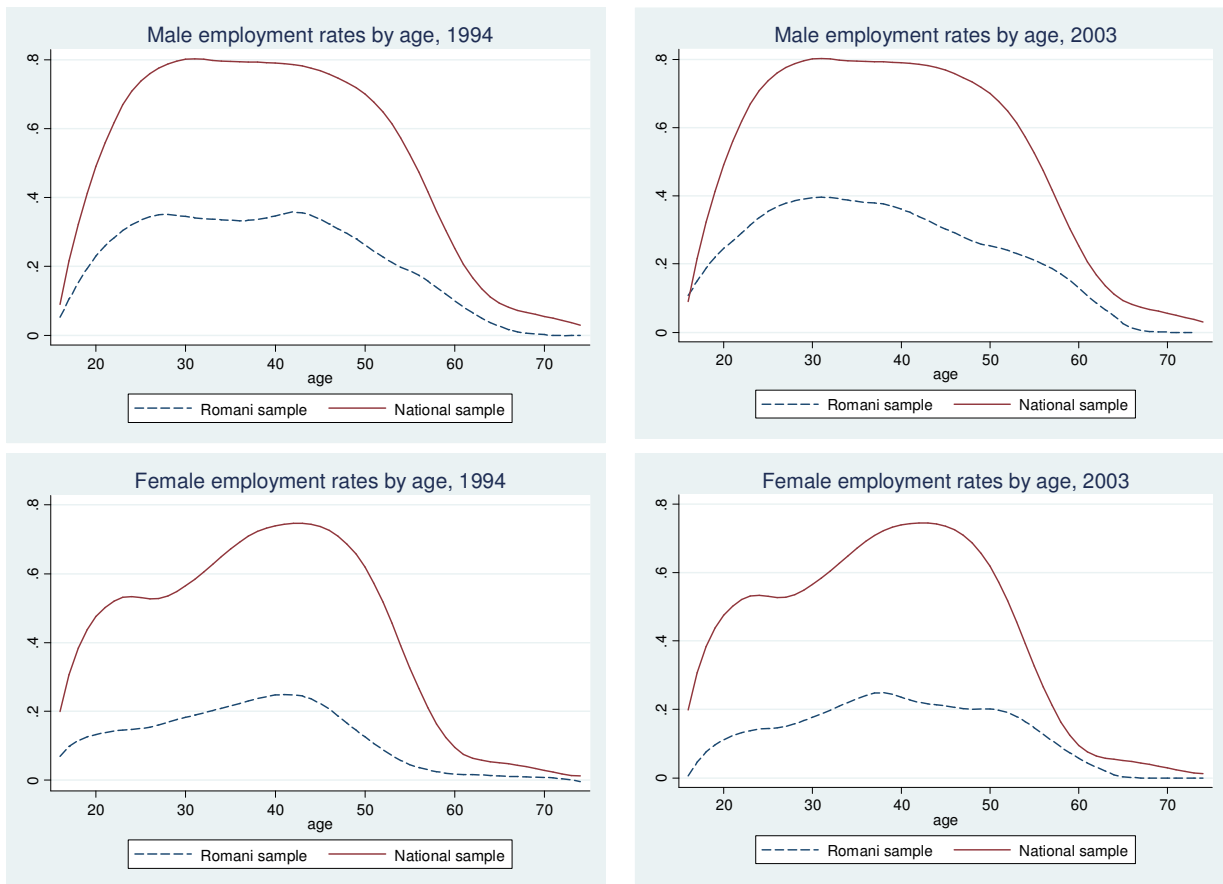 Male employment rates by age, 1994
.8
.6
.4
.2
0
20 30 40 50 60 70
age
Romani sample National sample
Male employment rates by age, 2003
.8
.6
.4
.2
0
20 30 40 50 60 70
age
Romani sample National sample
Female employment rates by age, 1994
.8
.6
.4
.2
0
20 30 40 50 60 70
age
Romani sample National sample
Female employment rates by age, 2003
.8
.6
.4
.2
0
20 30 40 50 60 70
age
Romani sample National sample